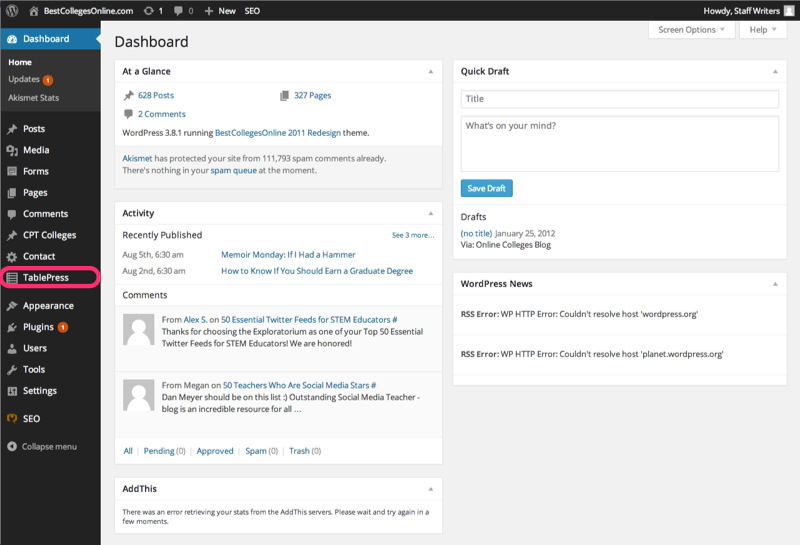 BestCollegesOnline.com 1 0 New SEO Howdy, Staff Writers
Screen Options Help
Dashboard
Home
Updates 1
Akismet Stats
Posts
Media
Forms
Pages
Comments
CPT Colleges
Contact
TablePress
Appearance
Plugins 1
Users
Tools
Settings
SEO
Collapse menu
Dashboard
At a Glance
628 Posts 327 Pages
2 Comments
WordPress 3.8.1 running BestCollegesOnline 2011 Redesign theme.
Akismet has protected your site from 111,793 spam comments already.
There's nothing in your spam queue at the moment.
Activity
Recently Published See 3 more...
Aug 5th, 6:30 am Memoir Monday: If I Had a Hammer
Aug 2nd, 6:30 am How to Know If You Should Earn a Graduate Degree
Comments
From Alex S. on 50 Essential Twitter Feeds for STEM Educators #
Thanks for choosing the Exploratorium as one of your Top 50 Essential
Twitter Feeds for STEM Educators! We are honored!
From Megan on 50 Teachers Who Are Social Media Stars #
Dan Meyer should be on this list :) Outstanding Social Media Teacher -
blog is an incredible resource for all …
All | Pending (0) | Approved | Spam (0) | Trash (0)
AddThis
There was an error retrieving your stats from the AddThis servers. Please wait and try again in a
few moments.
Quick Draft
Title
What's on your mind?
Save Draft
Drafts
(no title) January 25, 2012
Via: Online Colleges Blog
WordPress News
RSS Error: WP HTTP Error: Couldn't resolve host 'wordpress.org'
RSS Error: WP HTTP Error: Couldn't resolve host 'planet.wordpress.org'